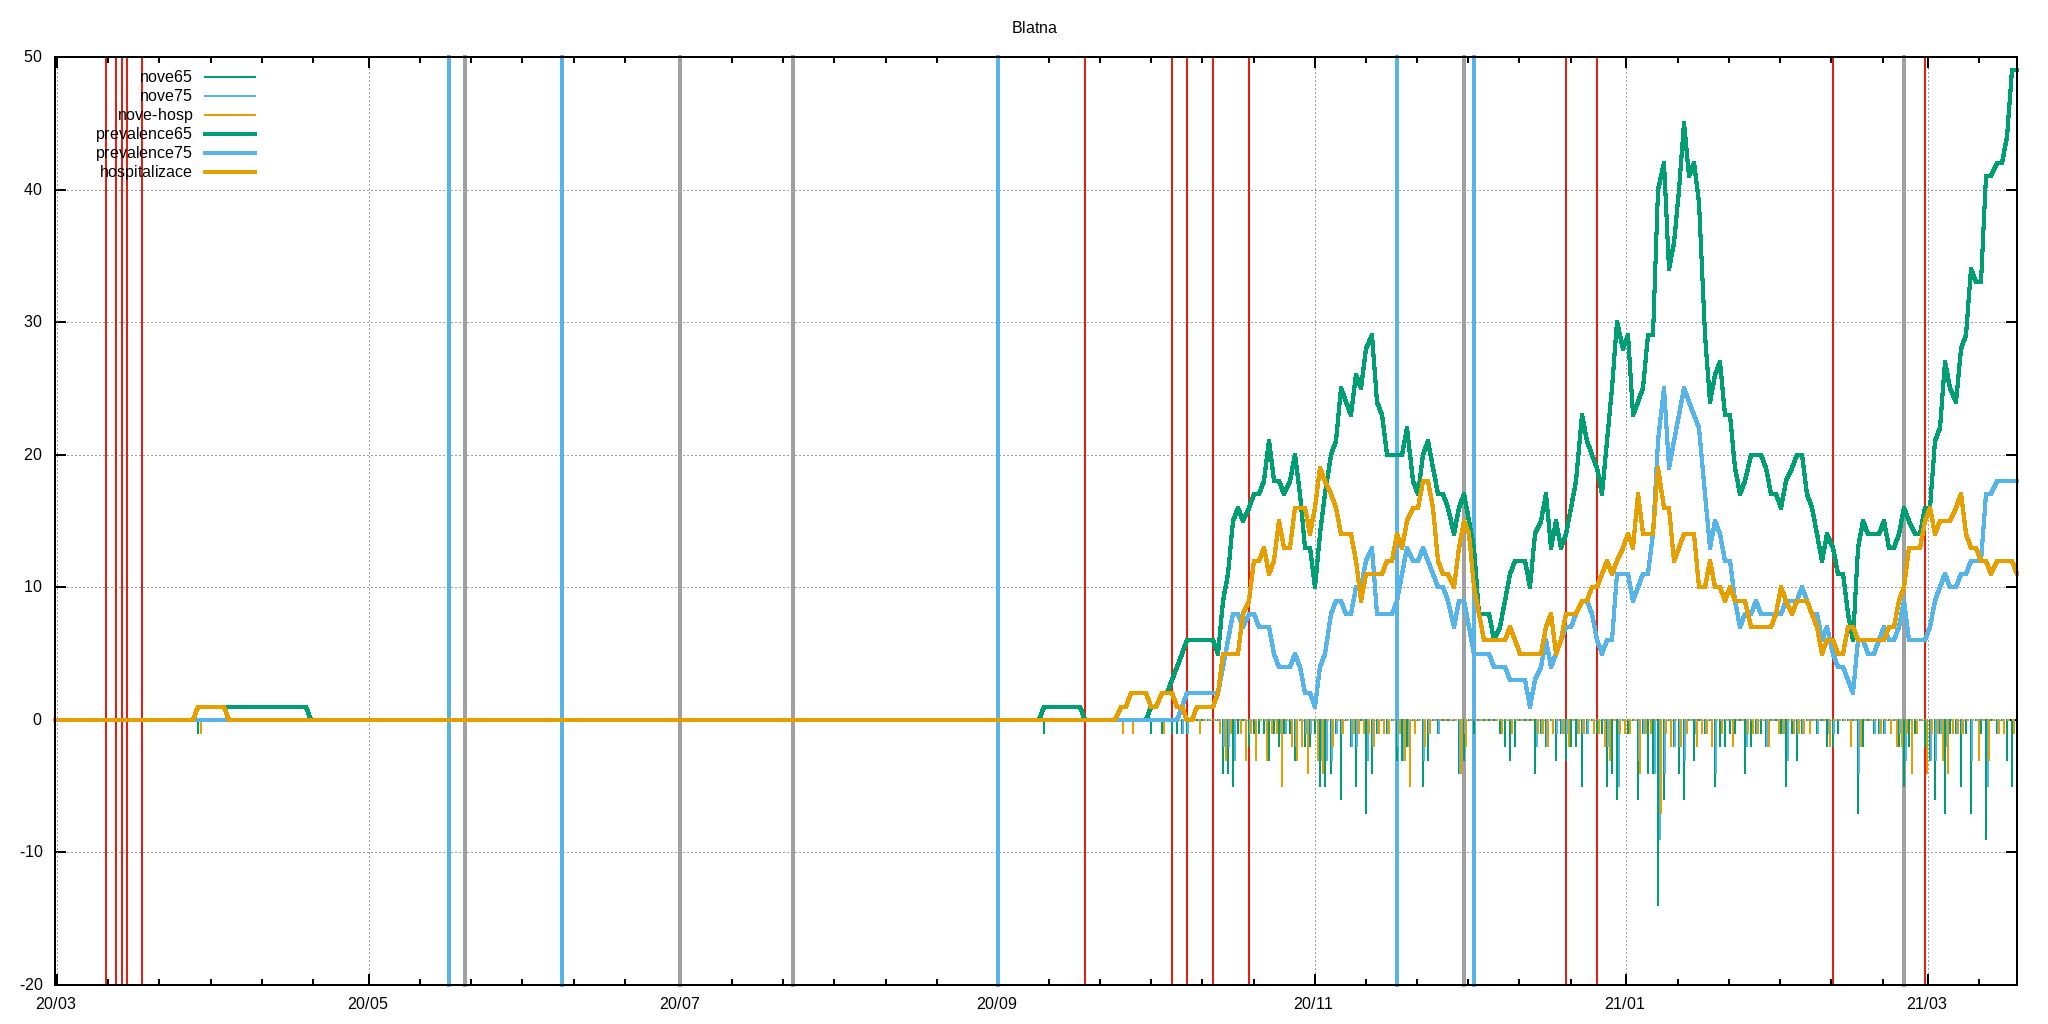 Blatna
50
nove65
nove75
nove-hosp
prevalence65
prevalence75
hospitalizace
40
30
20
10
0
-10
-20
20/03 20/05 20/07 20/09 20/11 21/01 21/03